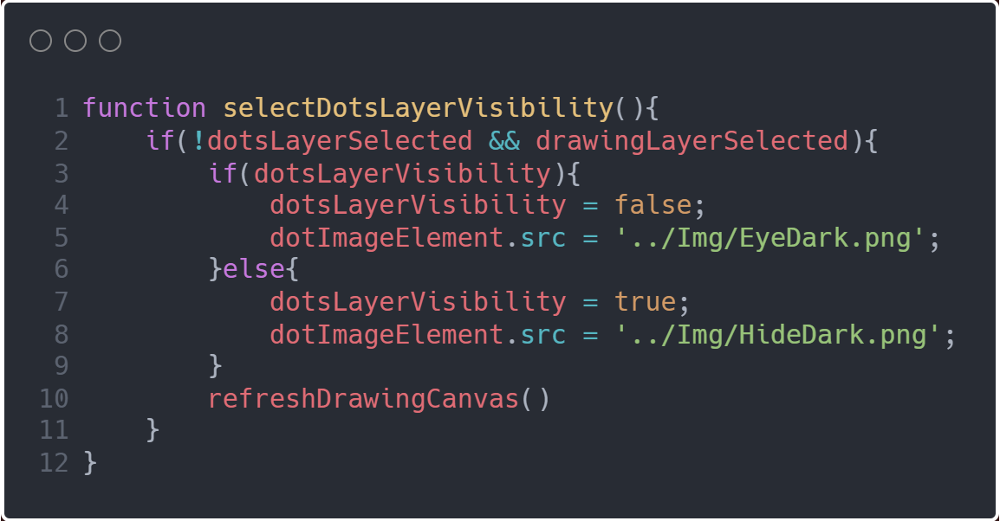 1 function selectDotsLayerVisibility(){
2     if(!dotsLayerSelected && drawingLayerSelected){
3         if(dotsLayerVisibility){
4             dotsLayerVisibility = false;
5             dotImageElement.src = '../Img/EyeDark.png';
6         }else{
7             dotsLayerVisibility = true;
8             dotImageElement.src = '../Img/HideDark.png';
9         }
10         refreshDrawingCanvas()
11     }
12 }